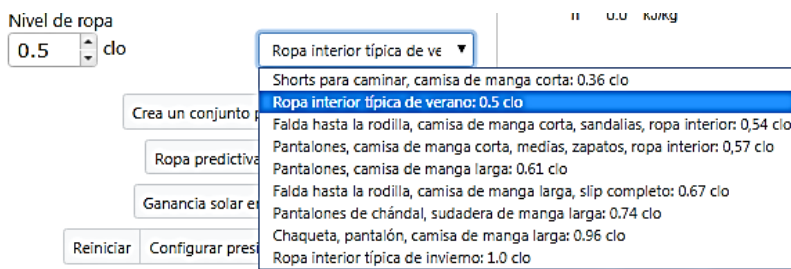 Nivel de ropa
0.5 clo
Ropa interior típica de ve
Shorts para caminar, camisa de manga corta: 0.36 clo
Ropa interior típica de verano: 0.5 clo
Falda hasta la rodilla, camisa de manga corta, sandalias, ropa interior: 0,54 clo
Pantalones, camisa de manga corta, medias, zapatos, ropa interior: 0,57 clo
Pantalones, camisa de manga larga: 0.61 clo
Falda hasta la rodilla, camisa de manga larga, slip completo: 0.67 clo
Pantalones de chándal, sudadera de manga larga: 0.74 clo
Chaqueta, pantalón, camisa de manga larga: 0.96 clo
Ropa interior típica de invierno: 1.0 clo
Crea un conjunto p
Ropa predictiva
Ganancia solar en
Reiniciar Configurar presi